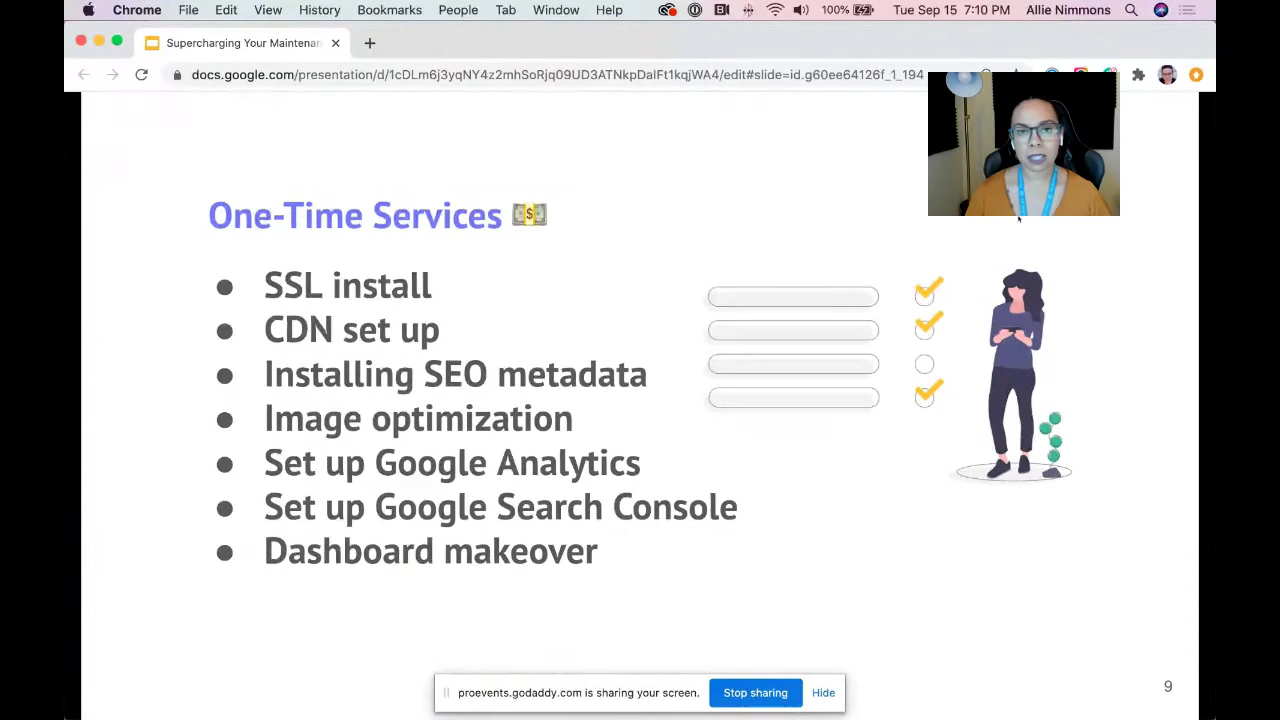 Chrome File Edit View History Bookmarks People Tab Window Help 100% Tue Sep 15 7:10 PM Allie Nimmons
Supercharging Your Maintenan
docs.google.com/presentation/d/1cDLm6j3yqNY4z2mhSoRjq09UD3ATNkpDalFt1kqjWA4/edit#slide=id.g60ee64126f_1_194
One-Time Services
● SSL install
● CDN set up
● Installing SEO metadata
● Image optimization
● Set up Google Analytics
● Set up Google Search Console
● Dashboard makeover
proevents.godaddy.com is sharing your screen. Stop sharing Hide
9